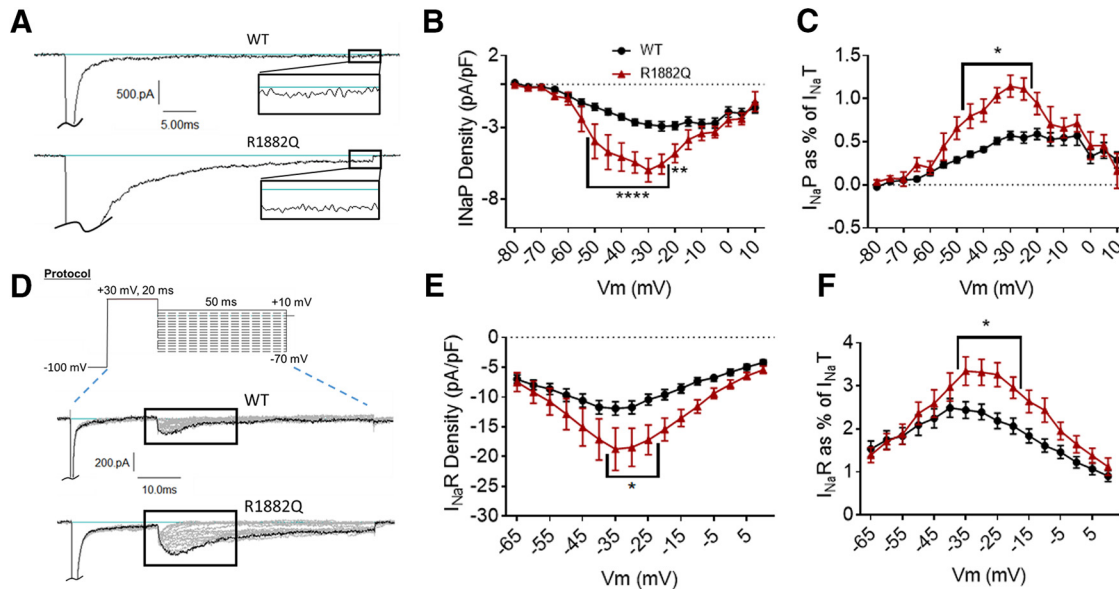 A
WT
500.pA
5.00ms
R1882Q
B
WT
R1882Q
INaP Density (pA/pF)
2
-3
-8
****
**
-80
-70
-60
-50
-40
-30
-20
-10
0
10
Vm (mV)
C
INaP as % of INaT
1.5
1.0
0.5
0.0
-0.5
*
-80
-70
-60
-50
-40
-30
-20
-10
0
10
Vm (mV)
D
Protocol
+30 mV, 20 ms
50 ms
+10 mV
-100 mV
-70 mV
WT
200.pA
10.0ms
R1882Q
E
INaR Density (pA/pF)
0
-5
-10
-15
-20
-25
-30
*
-65
-55
-45
-35
-25
-15
-5
5
Vm (mV)
F
INaR as % of INaT
4
3
2
1
0
*
-65
-55
-45
-35
-25
-15
-5
5
Vm (mV)